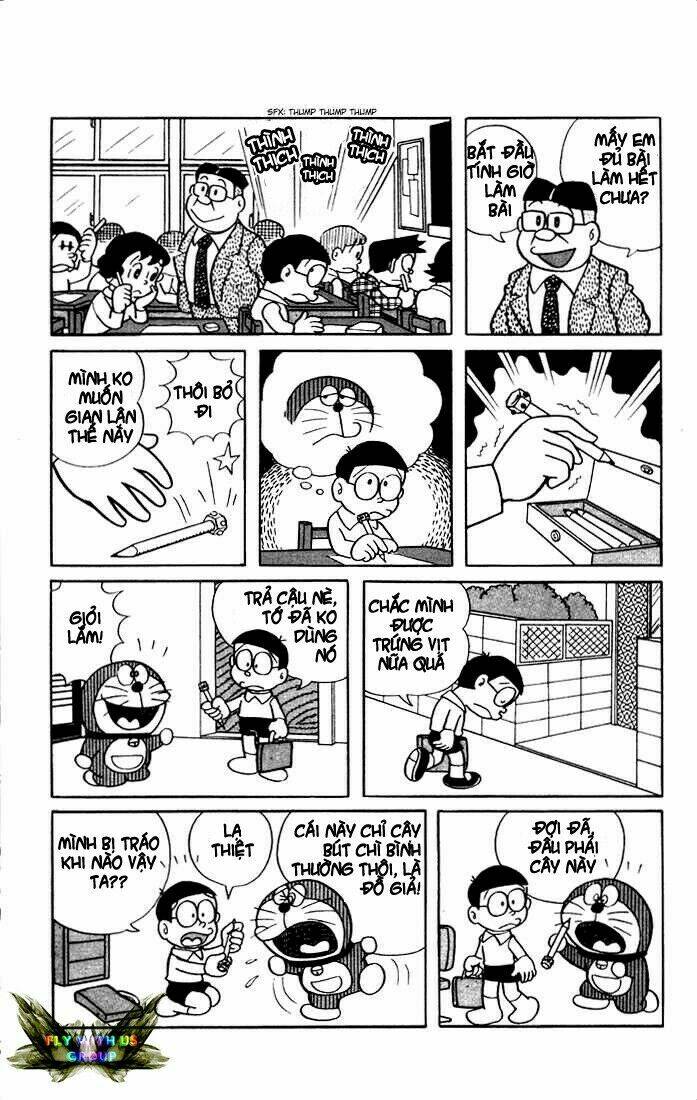 SFX: THUMP THUMP THUMP
MẤY EM
ĐỦ BÀI
LÀM HẾT
CHƯA?
BẮT ĐẦU
TÍNH GIỜ
LÀM
BÀI
THÌNH
THỊCH
THÌNH
THỊCH
THÌNH
THỊCH
THÔI BỎ
ĐI
MÌNH KO
MUỐN
GIAN LẬN
THẾ NÀY
CHẮC MÌNH
ĐƯỢC
TRỨNG VỊT
NỮA QUÁ
TRẢ CẬU NÈ,
TỚ ĐÃ KO
DÙNG
NÓ
GIỎI
LẮM!
ĐỢI ĐÃ,
ĐÂU PHẢI
CÂY NÀY
CÁI NÀY CHỈ CÂY
BÚT CHÌ BÌNH
THƯỜNG THÔI, LÀ
ĐỒ GIẢ!
LẠ
THIỆT
MÌNH BỊ TRÁO
KHI NÀO VẬY
TA??
FLY WITH US
GROUP